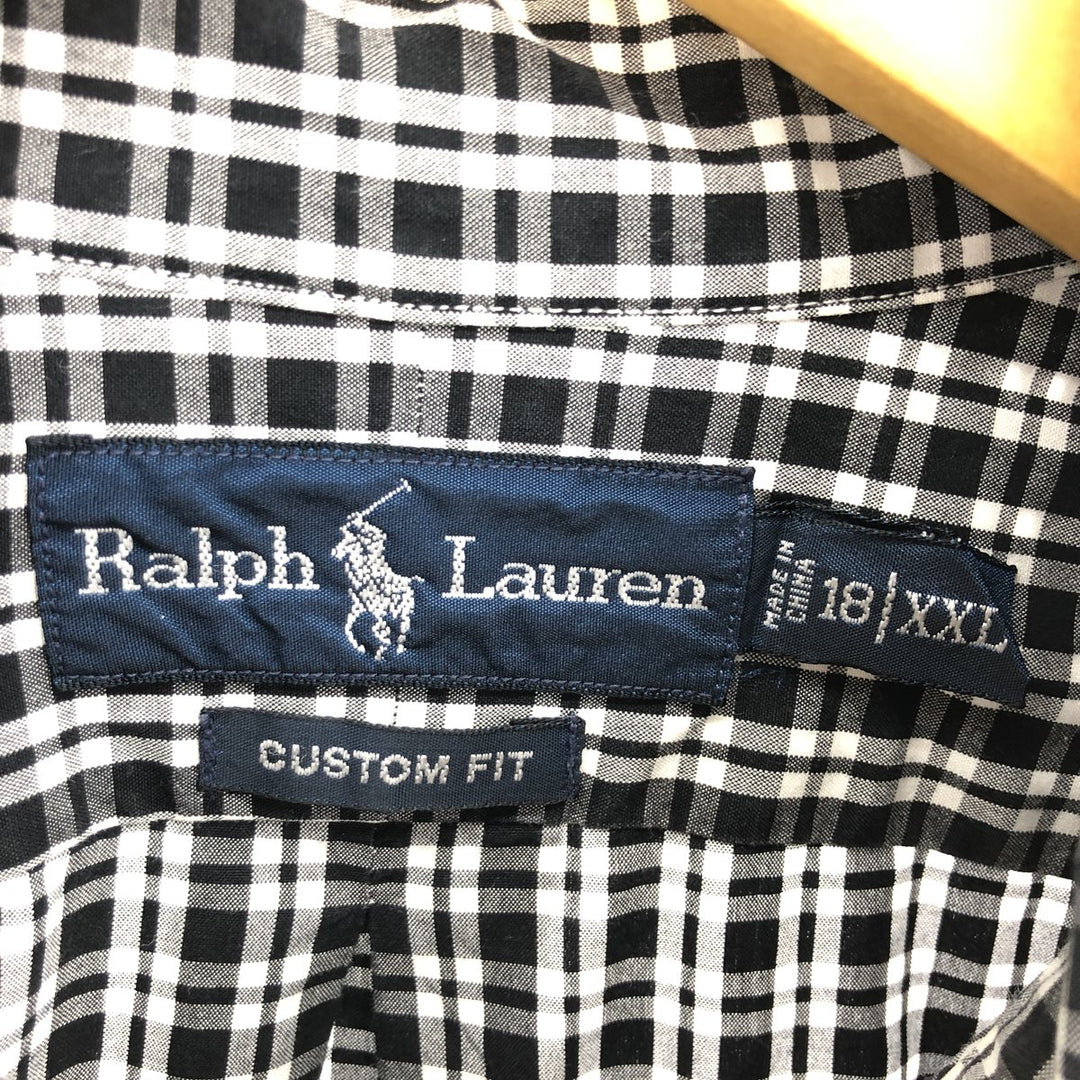 Ralph Lauren
MADE IN
CHINA
18/XXL
CUSTOM FIT